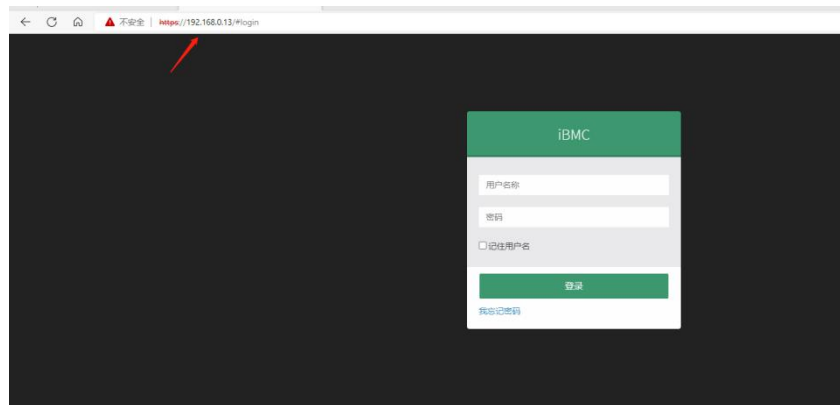 不安全 | https://192.168.0.13/#login
iBMC
用户名称
密码
记住用户名
登录
我忘记密码